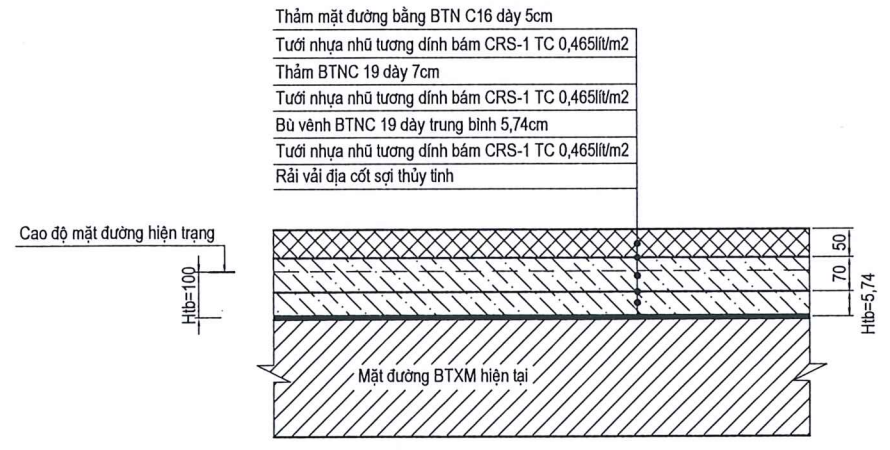 Thảm mặt đường bằng BTN C16 dày 5cm
Tưới nhựa nhũ tương dính bám CRS-1 TC 0,465lít/m2
Thảm BTNC 19 dày 7cm
Tưới nhựa nhũ tương dính bám CRS-1 TC 0,465lít/m2
Bù vênh BTNC 19 dày trung bình 5,74cm
Tưới nhựa nhũ tương dính bám CRS-1 TC 0,465lít/m2
Rải vải địa cốt sợi thủy tinh
Cao độ mặt đường hiện trạng
Htb=100
50
70
Htb=5,74
Mặt đường BTXM hiện tại